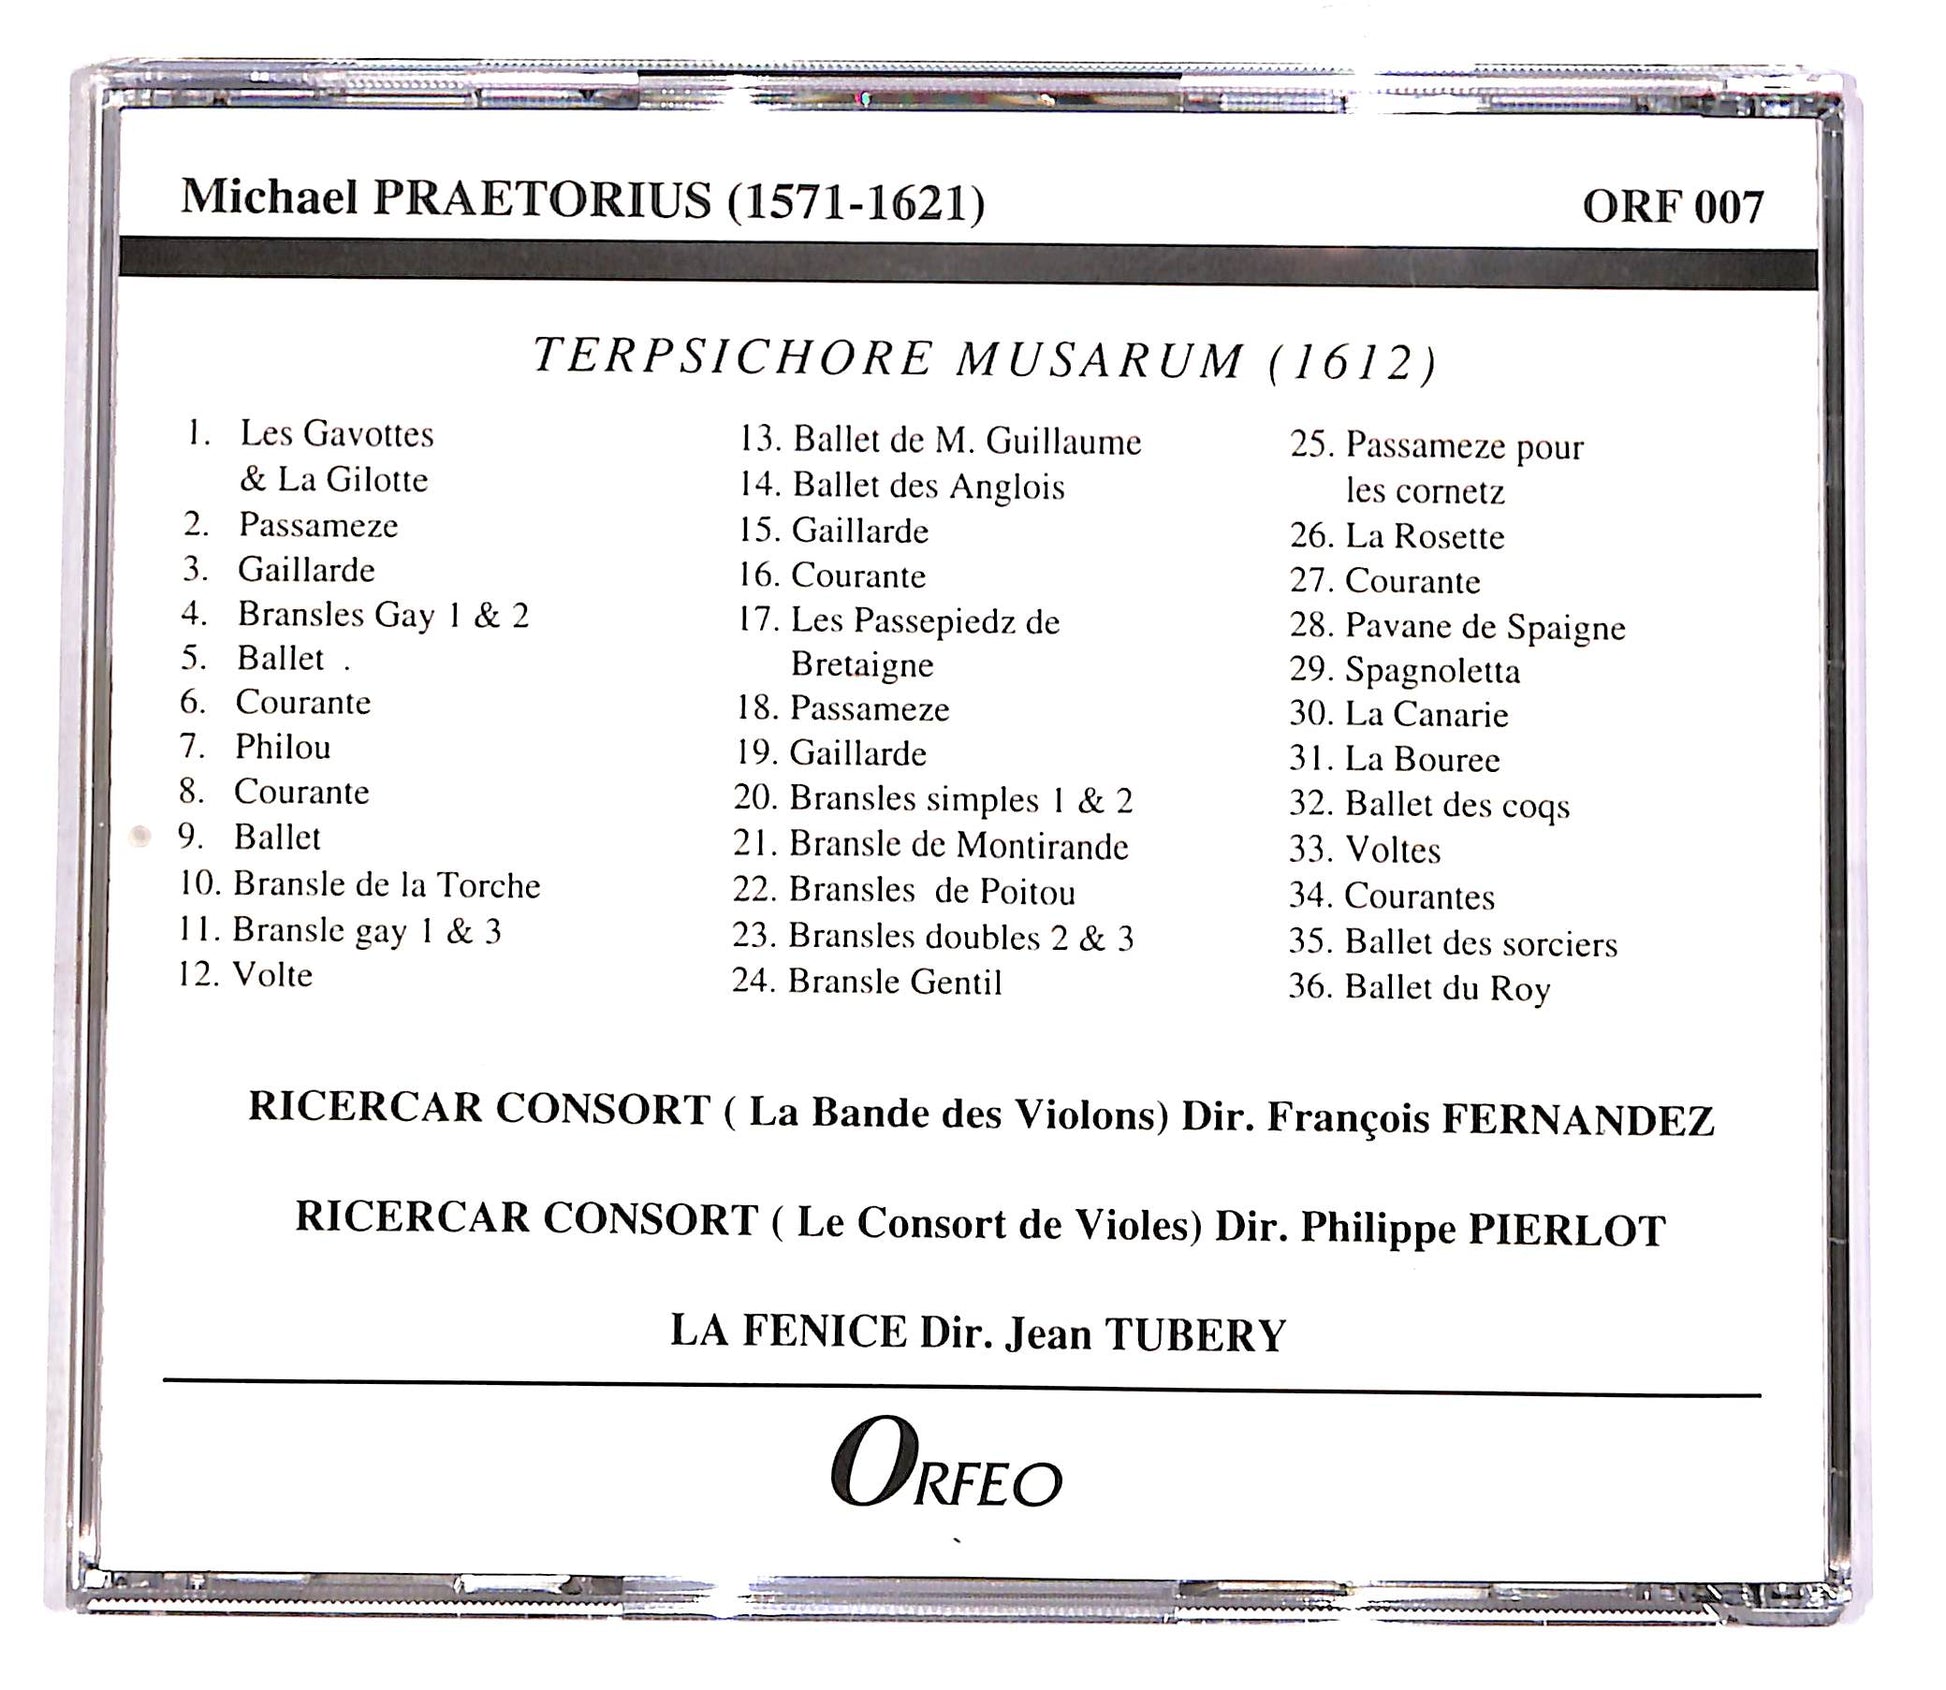 Michael PRAETORIUS (1571-1621)
ORF 007
TERPSICHORE MUSARUM (1612)
1. Les Gavottes
& La Gilotte
2. Passameze
3. Gaillarde
4. Bransles Gay 1 & 2
5. Ballet .
6. Courante
7. Philou
8. Courante
9. Ballet
10. Bransle de la Torche
11. Bransle gay 1 & 3
12. Volte
13. Ballet de M. Guillaume
14. Ballet des Anglois
15. Gaillarde
16. Courante
17. Les Passepiedz de
Bretaigne
18. Passameze
19. Gaillarde
20. Bransles simples 1 & 2
21. Bransle de Montirande
22. Bransles de Poitou
23. Bransles doubles 2 & 3
24. Bransle Gentil
25. Passameze pour
les cornetz
26. La Rosette
27. Courante
28. Pavane de Spaigne
29. Spagnoletta
30. La Canarie
31. La Bouree
32. Ballet des coqs
33. Voltes
34. Courantes
35. Ballet des sorciers
36. Ballet du Roy
RICERCAR CONSORT ( La Bande des Violons) Dir. François FERNANDEZ
RICERCAR CONSORT ( Le Consort de Violes) Dir. Philippe PIERLOT
LA FENICE Dir. Jean TUBERY
ORFEO